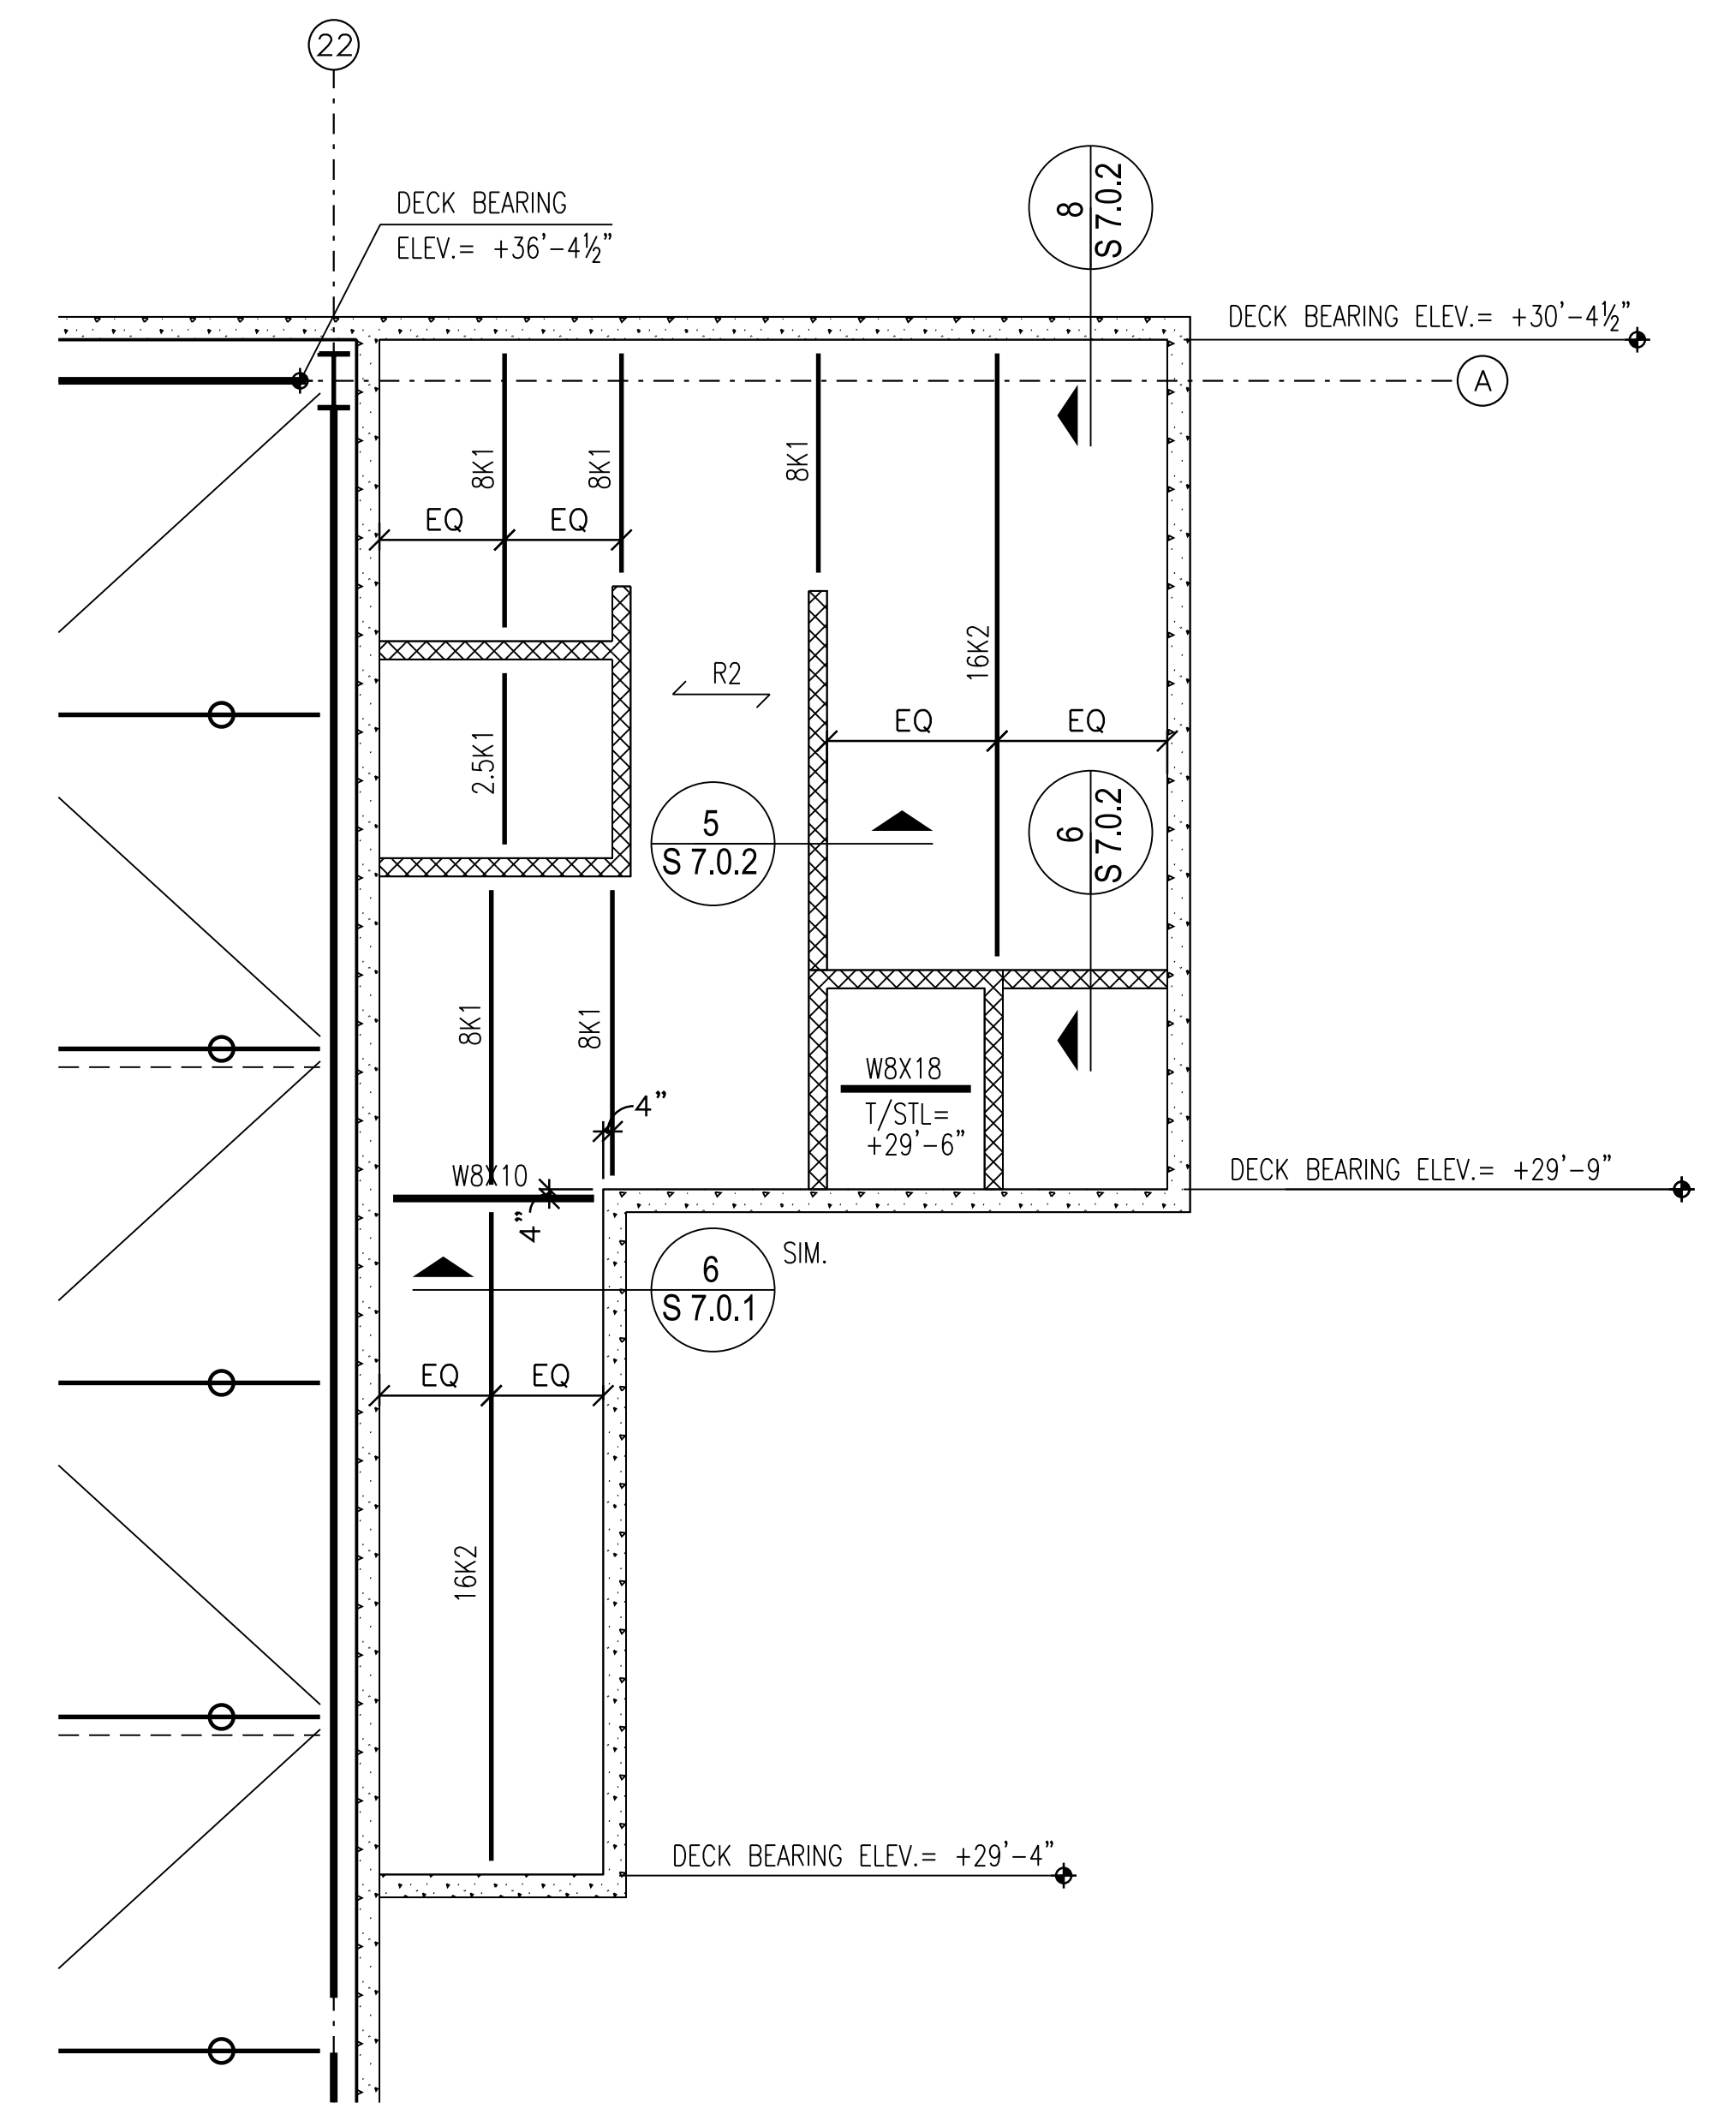 22
DECK BEARING
ELEV.= +36'-4½"
8
S 7.0.2
DECK BEARING ELEV.= +30'-4½"
A
8K1
8K1
8K1
EQ
EQ
16K2
R2
EQ
EQ
2.5K1
5
S 7.0.2
6
S 7.0.2
8K1
8K1
W8X18
T/STL=
+29'-6"
4"
W8X10
4"
DECK BEARING ELEV.= +29'-9"
SIM.
6
S 7.0.1
EQ
EQ
16K2
DECK BEARING ELEV.= +29'-4"